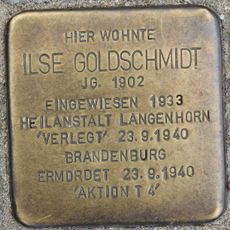 HIER WOHNTE
ILSE GOLDSCHMIDT
JG. 1902
EINGEWIESEN 1933
HEILANSTALT LANGENHORN
'VERLEGT' 23.9.1940
BRANDENBURG
ERMORDET 23.9.1940
'AKTION T 4'